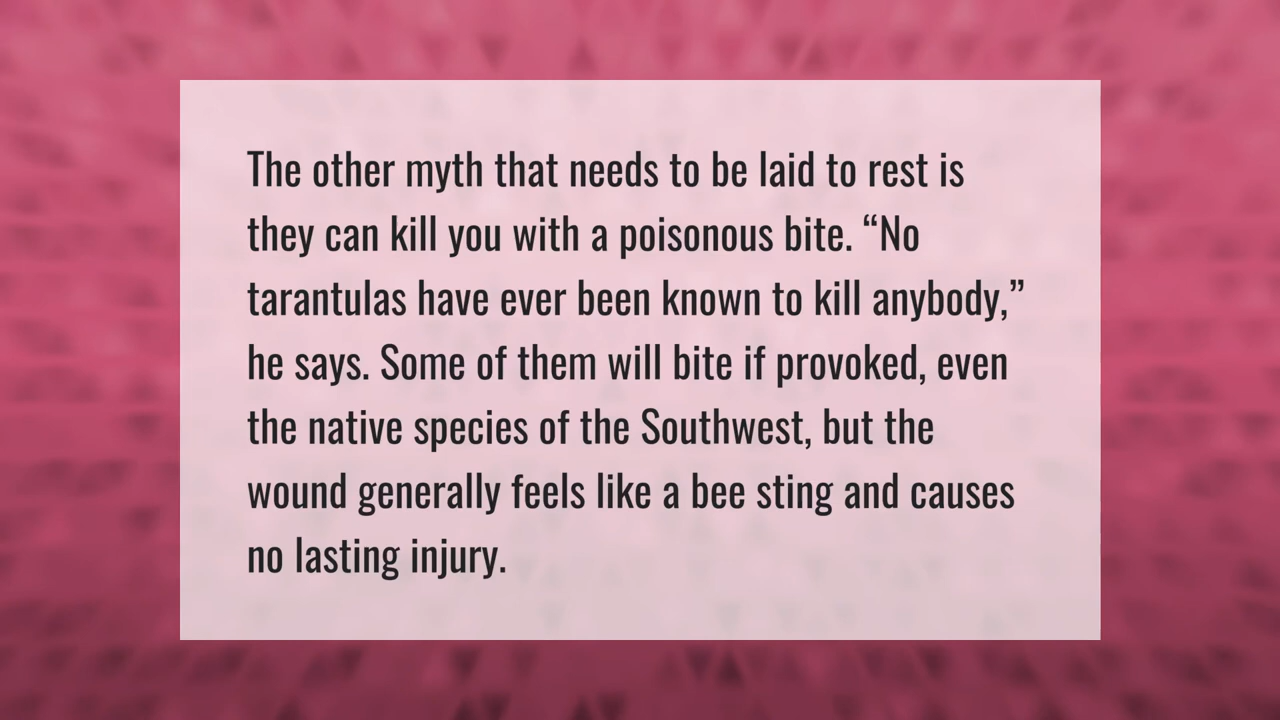 The other myth that needs to be laid to rest is
they can kill you with a poisonous bite. “No
tarantulas have ever been known to kill anybody,”
he says. Some of them will bite if provoked, even
the native species of the Southwest, but the
wound generally feels like a bee sting and causes
no lasting injury.